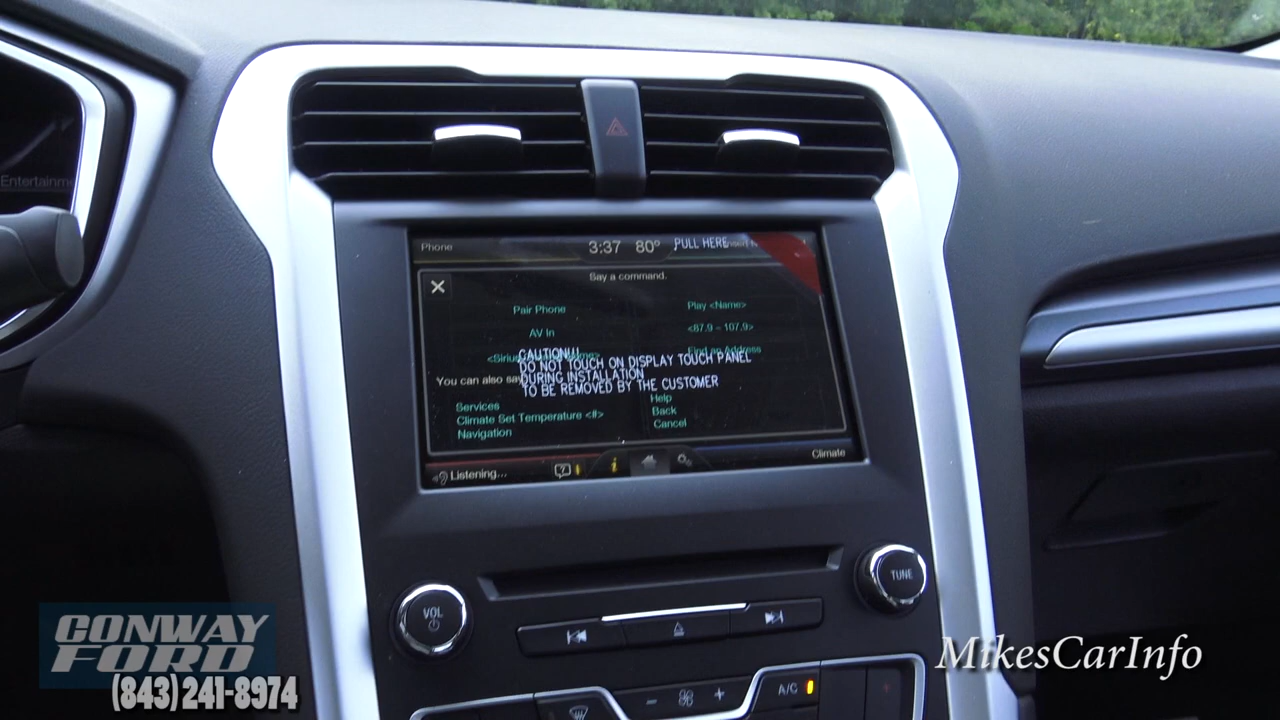 Entertainm
Phone 3:37 80° PULL HERE
Say a command.
Pair Phone Play <Name>
AV In <87.9 – 107.9>
<Sirius Name> Find an Address
CAUTION!!!
DO NOT TOUCH ON DISPLAY TOUCH PANEL
DURING INSTALLATION
TO BE REMOVED BY THE CUSTOMER
You can also say
Services Help
Climate Set Temperature <#> Back
Navigation Cancel
Listening... Climate
VOL TUNE
A/C
CONWAY
FORD
(843)241-8974
MikesCarInfo